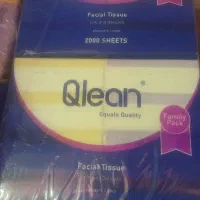 Facial Tissue
2000 SHEETS
Qlean®
Equals Quality
Family
Pack
Facial Tissue